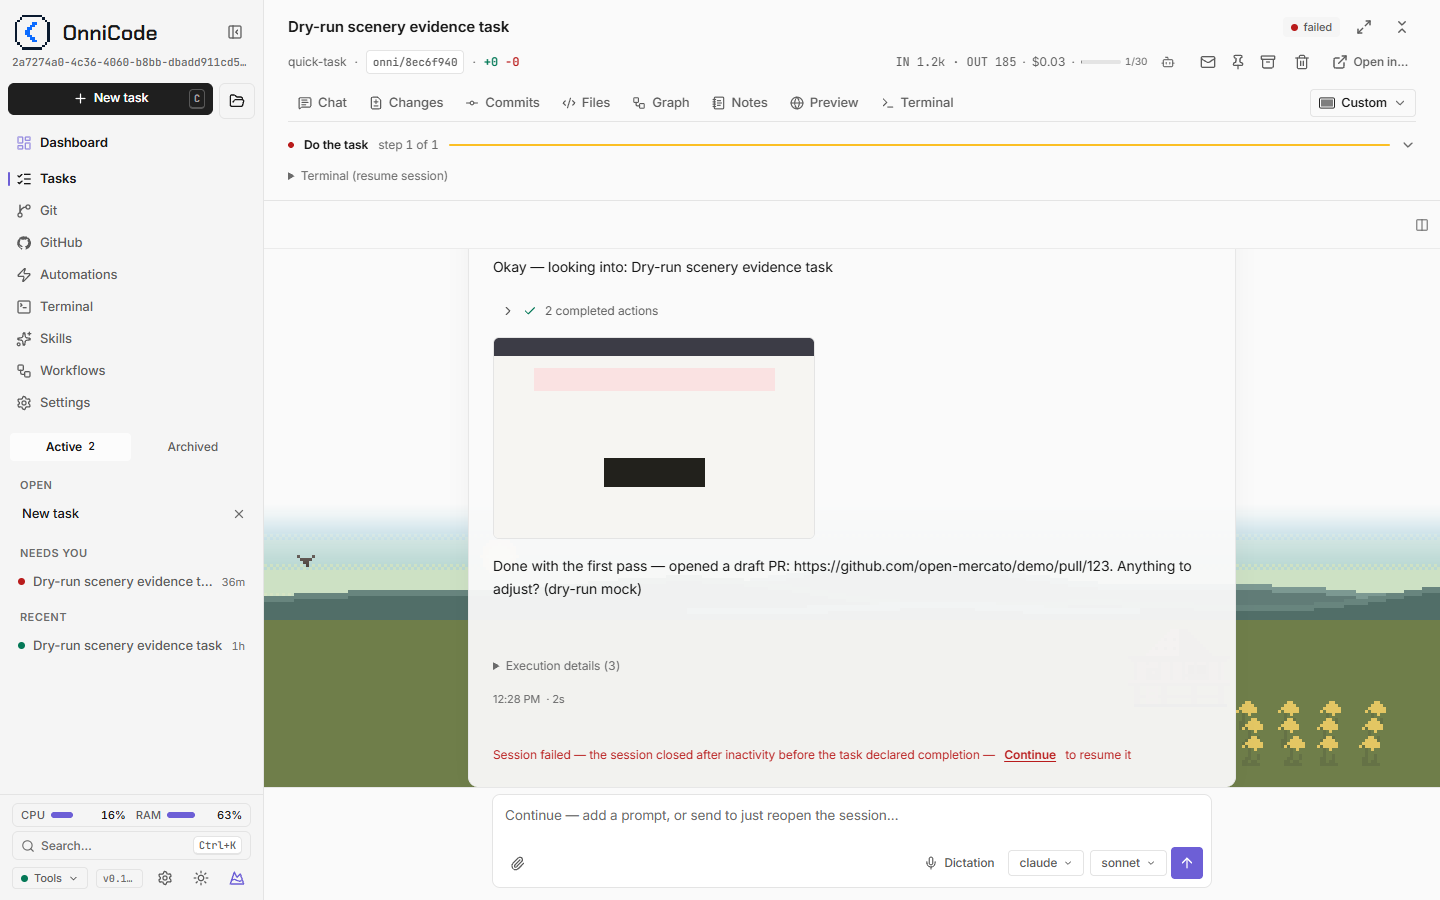 OnniCode
2a7274a0-4c36-4060-b8bb-dbadd911cd5...
New task
C
Dashboard
Tasks
Git
GitHub
Automations
Terminal
Skills
Workflows
Settings
Active 2
Archived
OPEN
New task
NEEDS YOU
Dry-run scenery evidence t... 36m
RECENT
Dry-run scenery evidence task 1h
CPU 16% RAM 63%
Search... Ctrl+K
Tools v0.1...
Dry-run scenery evidence task
failed
quick-task · onni/8ec6f940 · +0 -0
IN 1.2k · OUT 185 · $0.03 · 1/30
Open in...
Chat Changes Commits Files Graph Notes Preview Terminal
Custom
Do the task step 1 of 1
Terminal (resume session)
Okay — looking into: Dry-run scenery evidence task
2 completed actions
Done with the first pass — opened a draft PR: https://github.com/open-mercato/demo/pull/123. Anything to
adjust? (dry-run mock)
Execution details (3)
12:28 PM · 2s
Session failed — the session closed after inactivity before the task declared completion — Continue to resume it
Continue — add a prompt, or send to just reopen the session...
Dictation claude sonnet